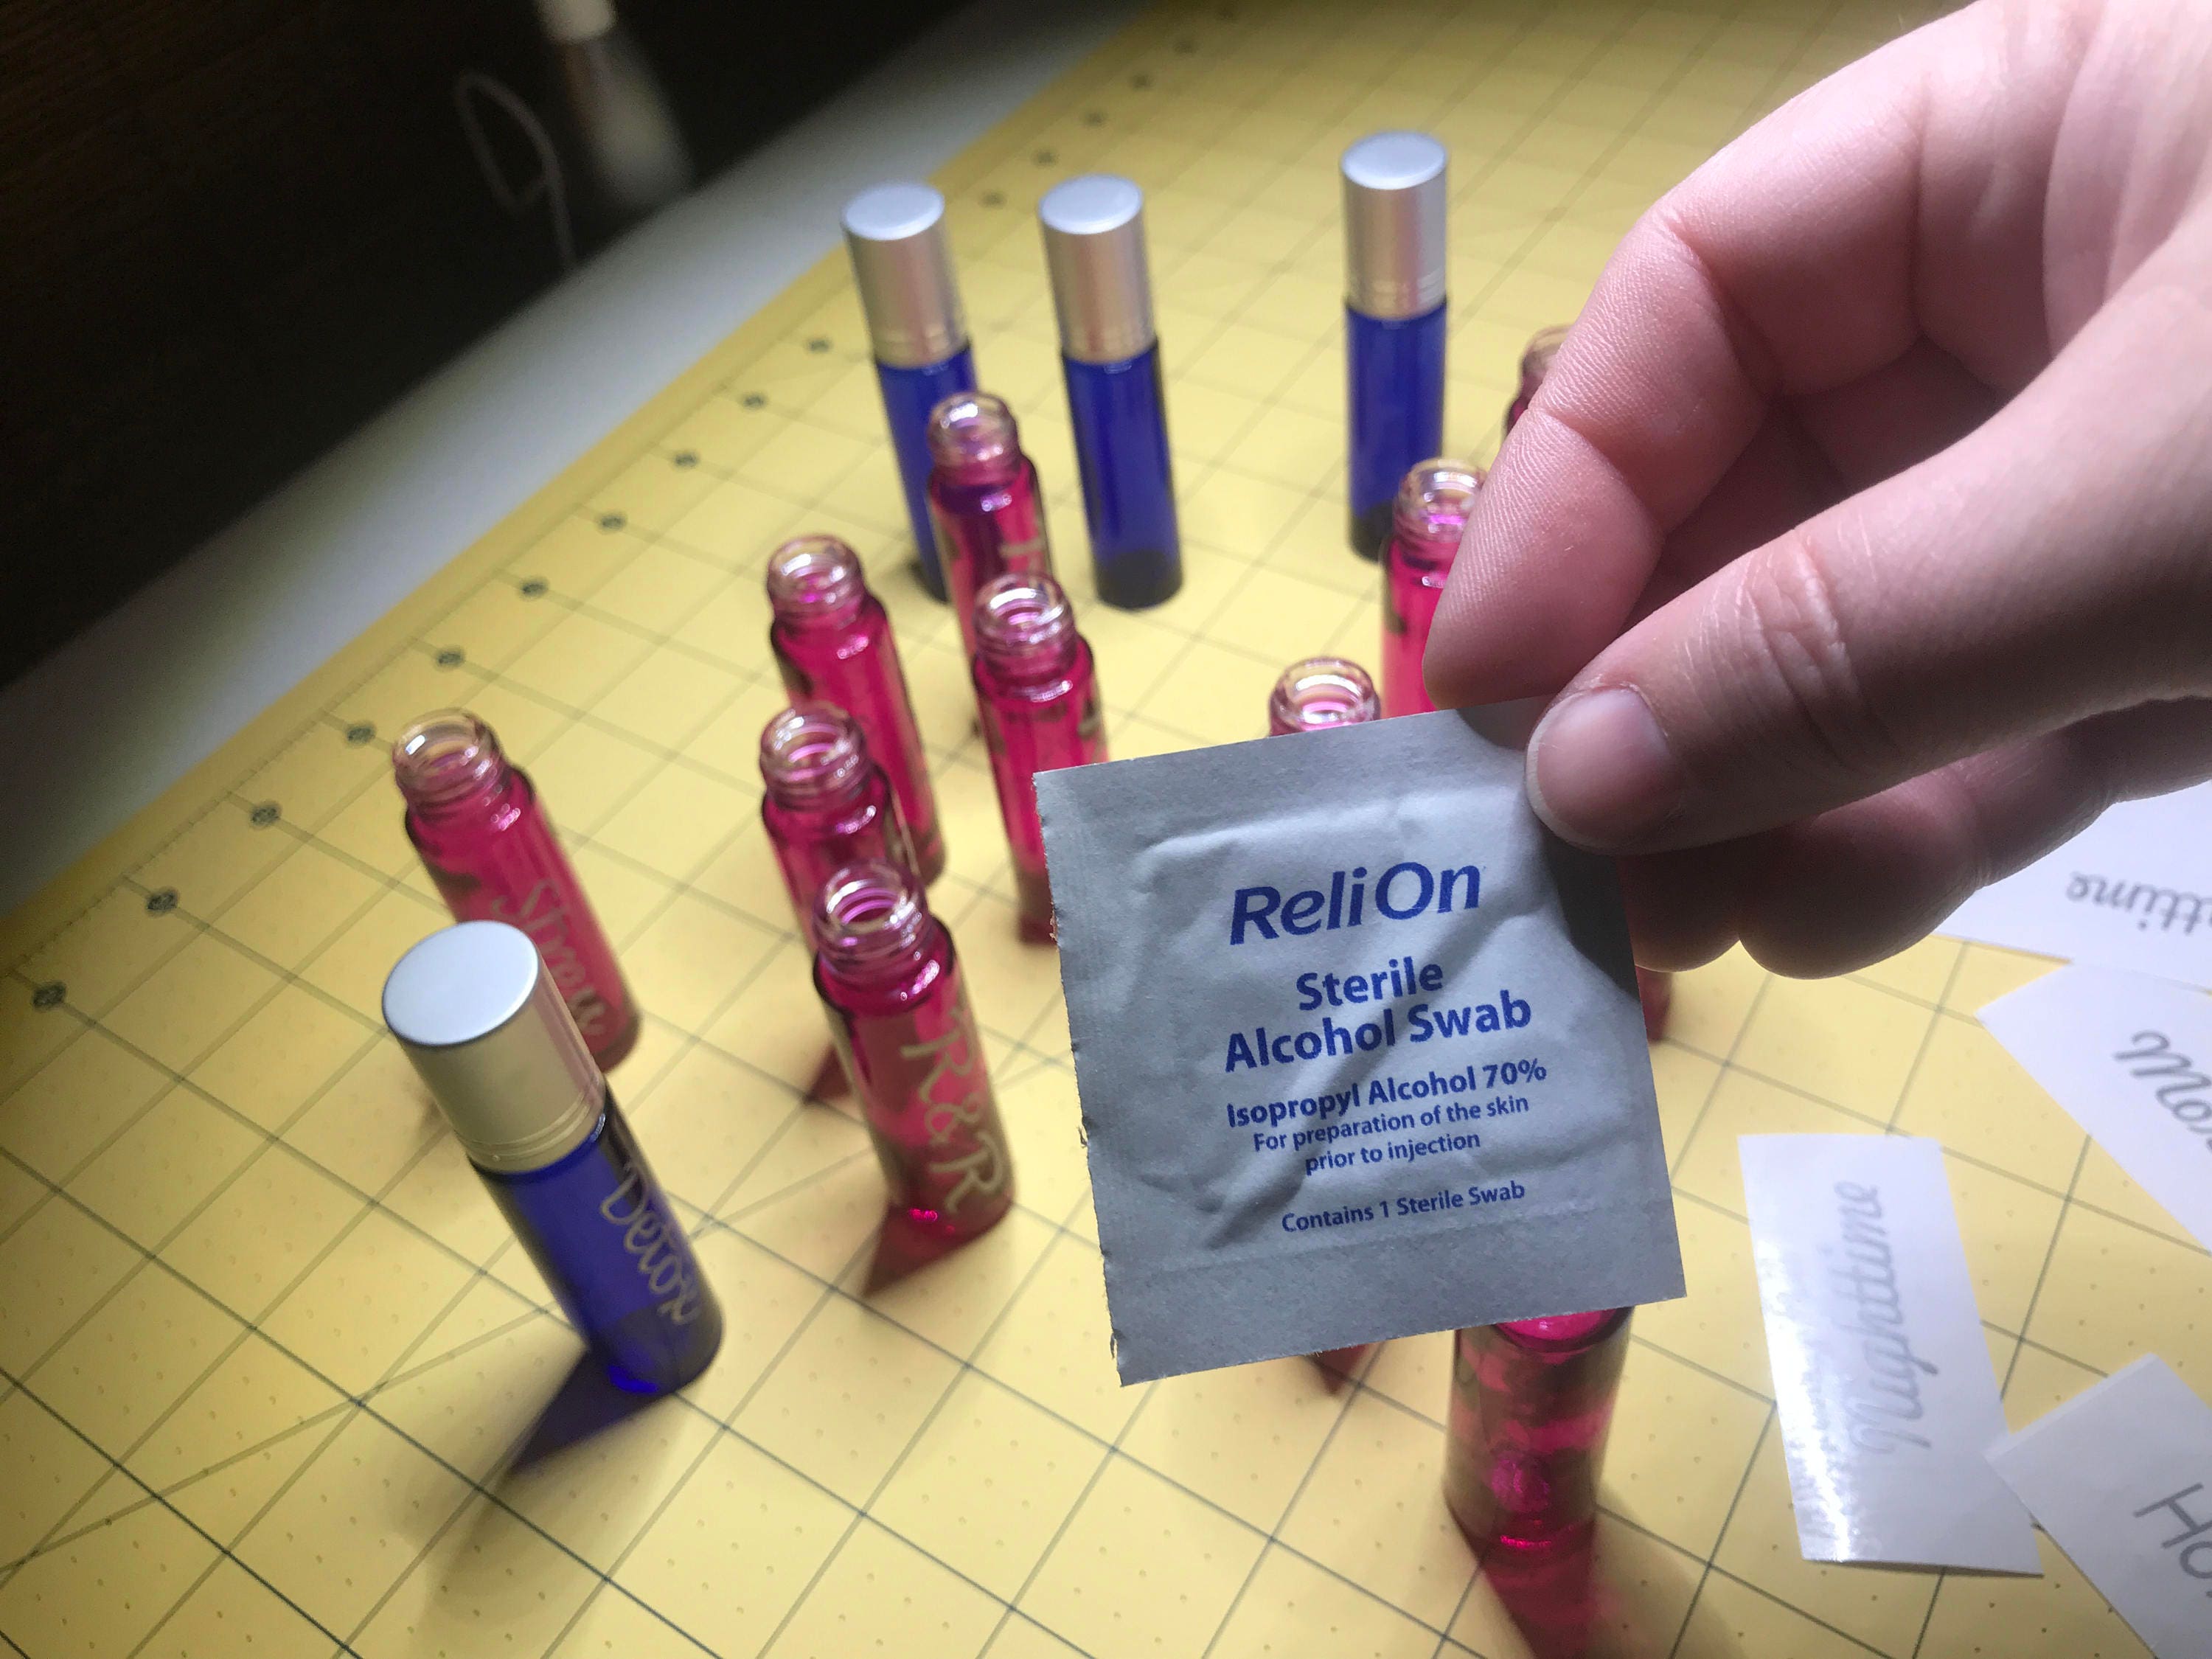 ReliOn
Sterile
Alcohol Swab
Isopropyl Alcohol 70%
For preparation of the skin
prior to injection
Contains 1 Sterile Swab
R&R
Detox
Nighttime